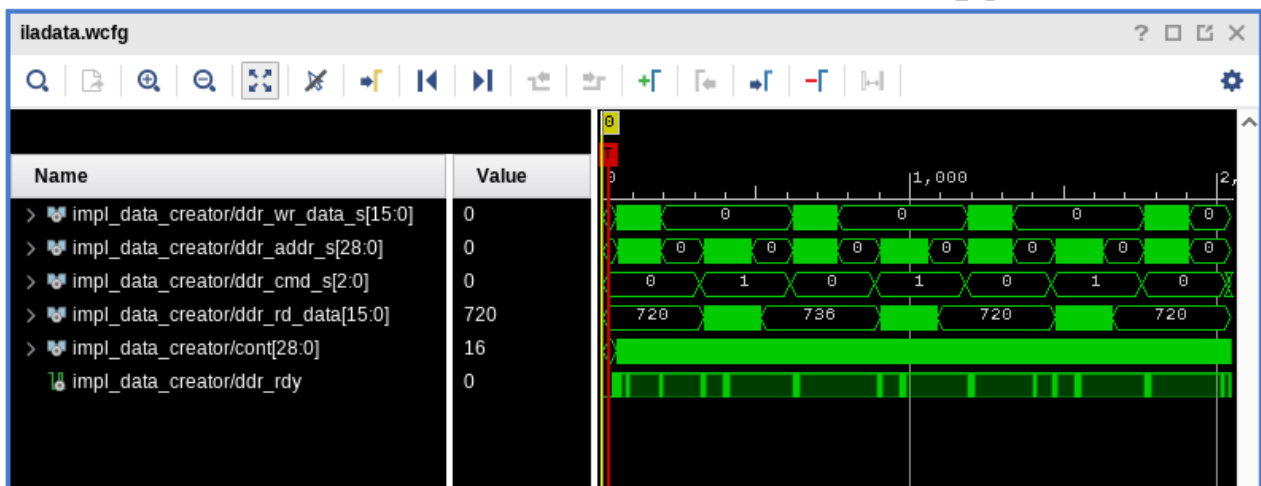 iladata.wcfg
0
T
Name Value 0 1,000 2,
impl_data_creator/ddr_wr_data_s[15:0] 0 0 0 0 0
impl_data_creator/ddr_addr_s[28:0] 0 0 0 0 0 0 0 0
impl_data_creator/ddr_cmd_s[2:0] 0 0 1 0 1 0 1 0
impl_data_creator/ddr_rd_data[15:0] 720 720 736 720 720
impl_data_creator/cont[28:0] 16
impl_data_creator/ddr_rdy 0